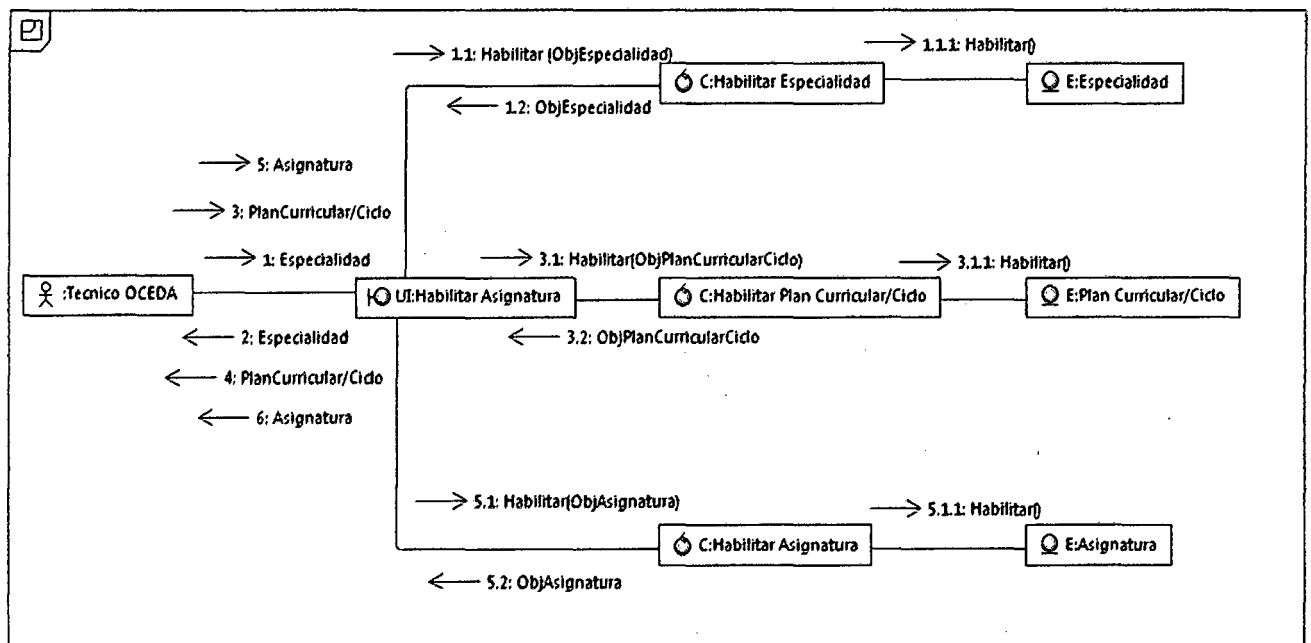 1.1: Habilitar (ObjEspecialidad)
1.1.1: Habilitar()
C:Habilitar Especialidad
E:Especialidad
1.2: ObjEspecialidad
5: Asignatura
3: PlanCurricular/Ciclo
1: Especialidad
3.1: Habilitar(ObjPlanCurricularCiclo)
3.1.1: Habilitar()
:Tecnico OCEDA
UI:Habilitar Asignatura
C:Habilitar Plan Curricular/Ciclo
E:Plan Curricular/Ciclo
2: Especialidad
3.2: ObjPlanCurricularCiclo
4: PlanCurricular/Ciclo
6: Asignatura
5.1: Habilitar(ObjAsignatura)
5.1.1: Habilitar()
C:Habilitar Asignatura
E:Asignatura
5.2: ObjAsignatura